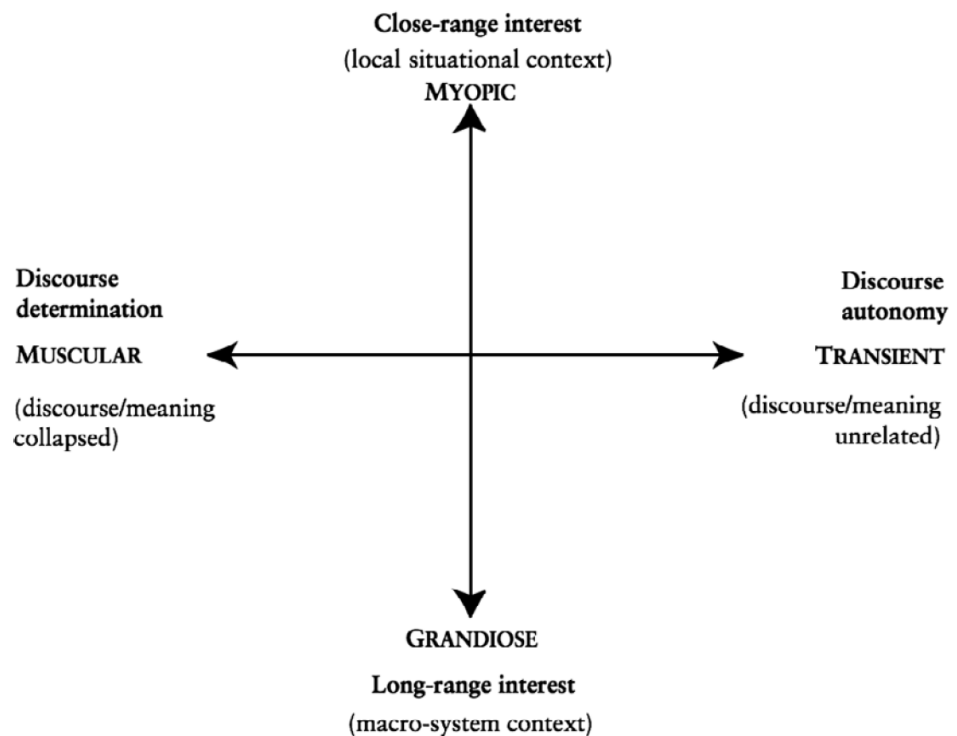 Close-range interest
(local situational context)
MYOPIC
Discourse
determination
MUSCULAR
(discourse/meaning
collapsed)
Discourse
autonomy
TRANSIENT
(discourse/meaning
unrelated)
GRANDIOSE
Long-range interest
(macro-system context)